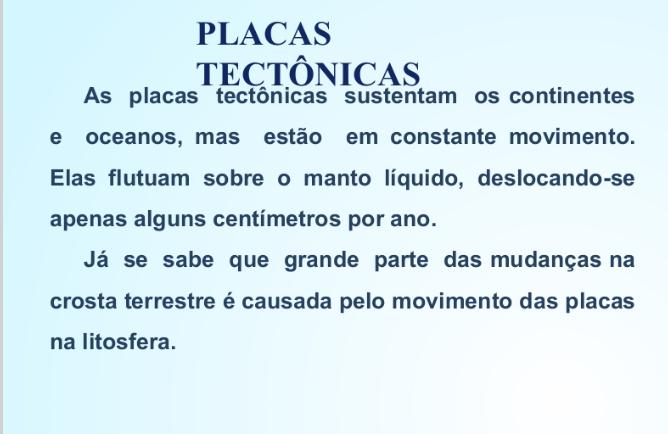 PLACAS
TECTÔNICAS
As placas tectônicas sustentam os continentes
e oceanos, mas estão em constante movimento.
Elas flutuam sobre o manto líquido, deslocando-se
apenas alguns centímetros por ano.
Já se sabe que grande parte das mudanças na
crosta terrestre é causada pelo movimento das placas
na litosfera.